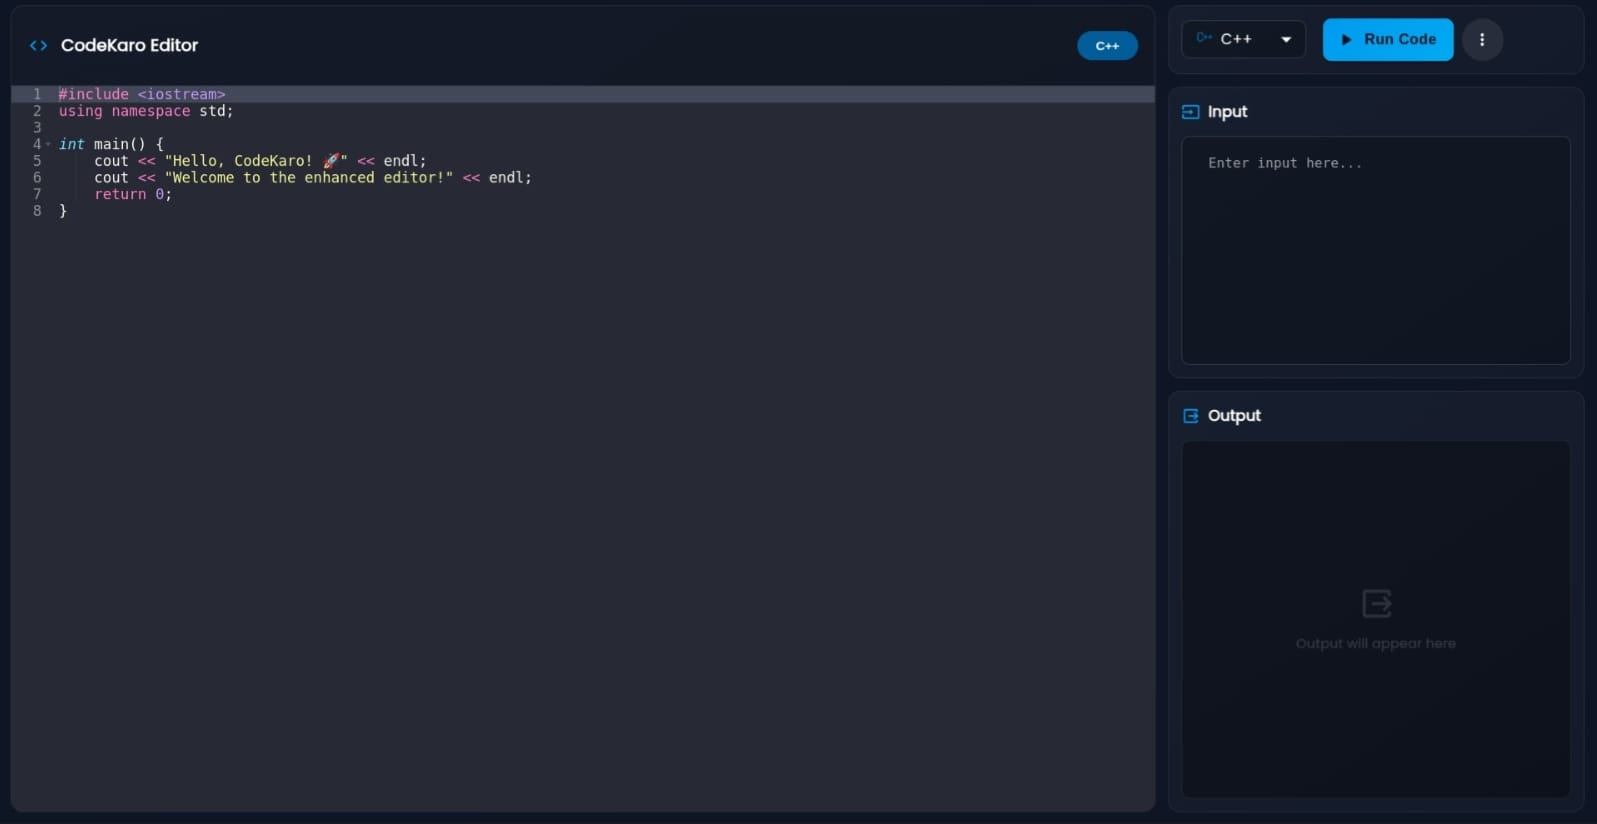 CodeKaro Editor
C++
1 #include <iostream>
2 using namespace std;
3
4 int main() {
5     cout << "Hello, CodeKaro! 🚀" << endl;
6     cout << "Welcome to the enhanced editor!" << endl;
7     return 0;
8 }
C++ C++
Run Code
Input
Enter input here...
Output
Output will appear here